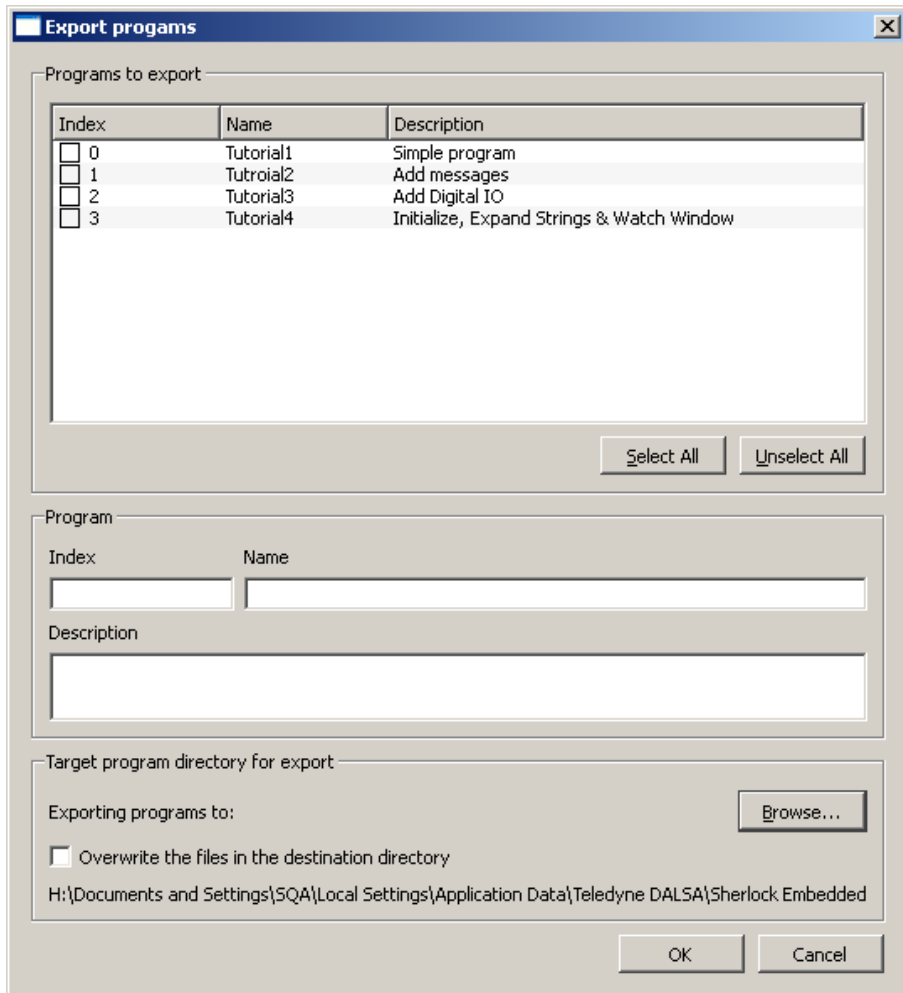 Export progams
Programs to export
Index Name Description
0 Tutorial1 Simple program
1 Tutroial2 Add messages
2 Tutorial3 Add Digital IO
3 Tutorial4 Initialize, Expand Strings & Watch Window
Select All Unselect All
Program
Index Name
Description
Target program directory for export
Exporting programs to: Browse...
Overwrite the files in the destination directory
H:\Documents and Settings\SQA\Local Settings\Application Data\Teledyne DALSA\Sherlock Embedded
OK Cancel